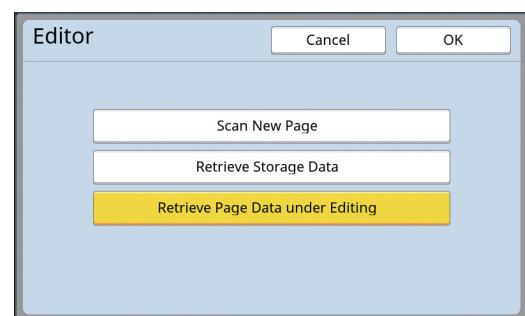 Editor
Cancel
OK
Scan New Page
Retrieve Storage Data
Retrieve Page Data under Editing